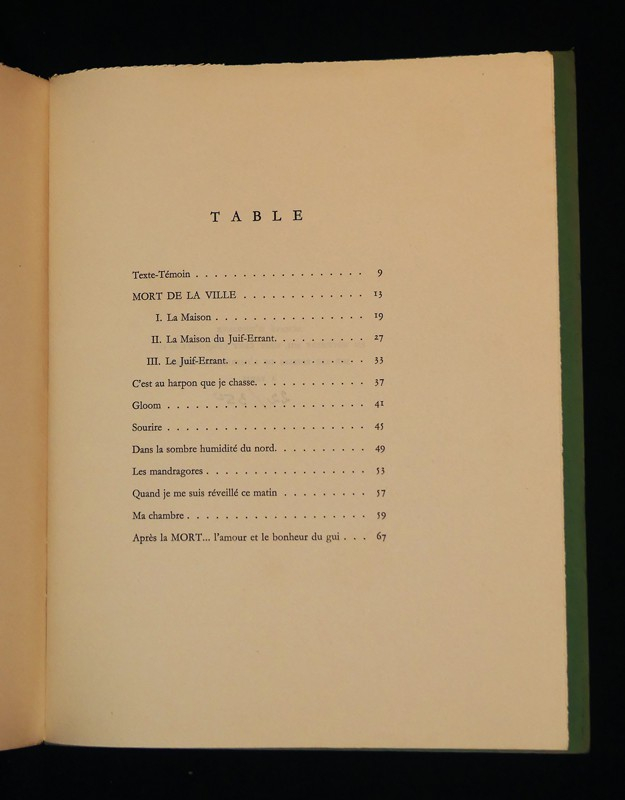 T A B L E
Texte-Témoin . . . . . . . . . . . . . . . . . . 9
MORT DE LA VILLE . . . . . . . . . . . . . 13
I. La Maison . . . . . . . . . . . . . . . . 19
II. La Maison du Juif-Errant. . . . . . . . . . 27
III. Le Juif-Errant. . . . . . . . . . . . . . . 33
C'est au harpon que je chasse. . . . . . . . . . . . 37
Gloom . . . . . . . . . . . . . . . . . . . . . 41
Sourire . . . . . . . . . . . . . . . . . . . . . 45
Dans la sombre humidité du nord. . . . . . . . . . 49
Les mandragores . . . . . . . . . . . . . . . . . 53
Quand je me suis réveillé ce matin . . . . . . . . . 57
Ma chambre . . . . . . . . . . . . . . . . . . . 59
Après la MORT... l'amour et le bonheur du gui . . . 67